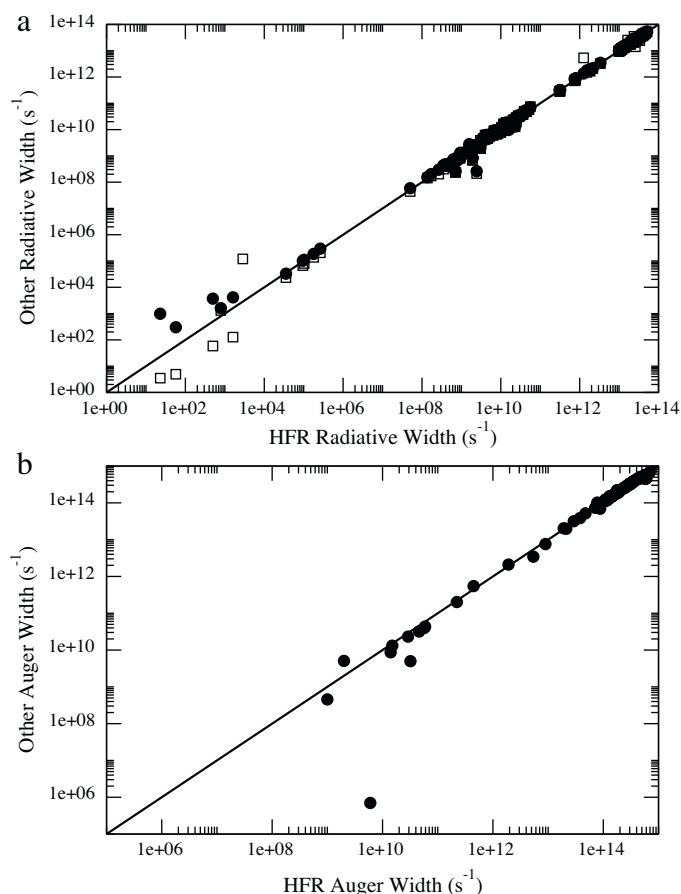 a
1e+14
1e+12
1e+10
1e+08
1e+06
1e+04
1e+02
1e+00
Other Radiative Width (s⁻¹)
1e+00 1e+02 1e+04 1e+06 1e+08 1e+10 1e+12 1e+14
HFR Radiative Width (s⁻¹)
b
1e+14
1e+12
1e+10
1e+08
1e+06
Other Auger Width (s⁻¹)
1e+06 1e+08 1e+10 1e+12 1e+14
HFR Auger Width (s⁻¹)